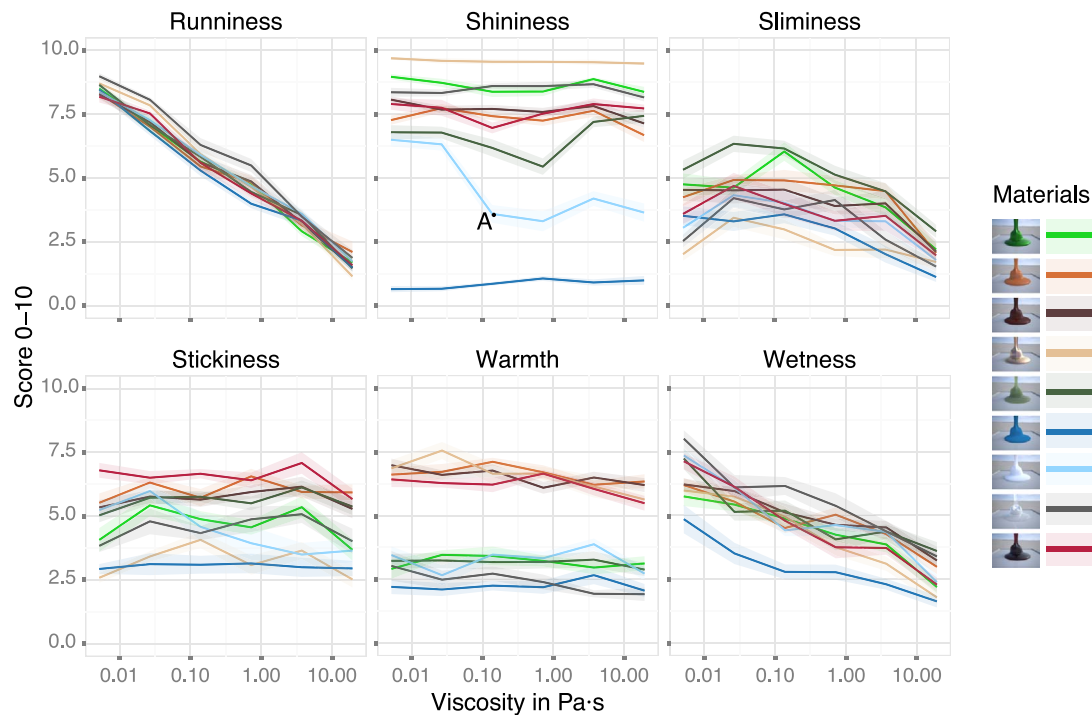 Runniness Shininess Sliminess
10.0
7.5
5.0
2.5
0.0
A
Stickiness Warmth Wetness
10.0
7.5
5.0
2.5
0.0
0.01 0.10 1.00 10.00 0.01 0.10 1.00 10.00 0.01 0.10 1.00 10.00
Viscosity in Pa·s
Score 0–10
Materials